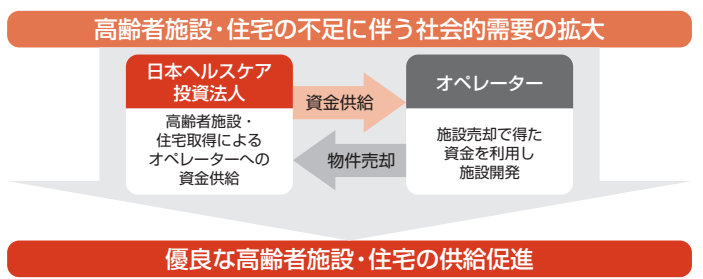 高齢者施設・住宅の不足に伴う社会的需要の拡大
日本ヘルスケア
投資法人
高齢者施設・
住宅取得による
オペレーターへの
資金供給
資金供給
物件売却
オペレーター
施設売却で得た
資金を利用し
施設開発
優良な高齢者施設・住宅の供給促進